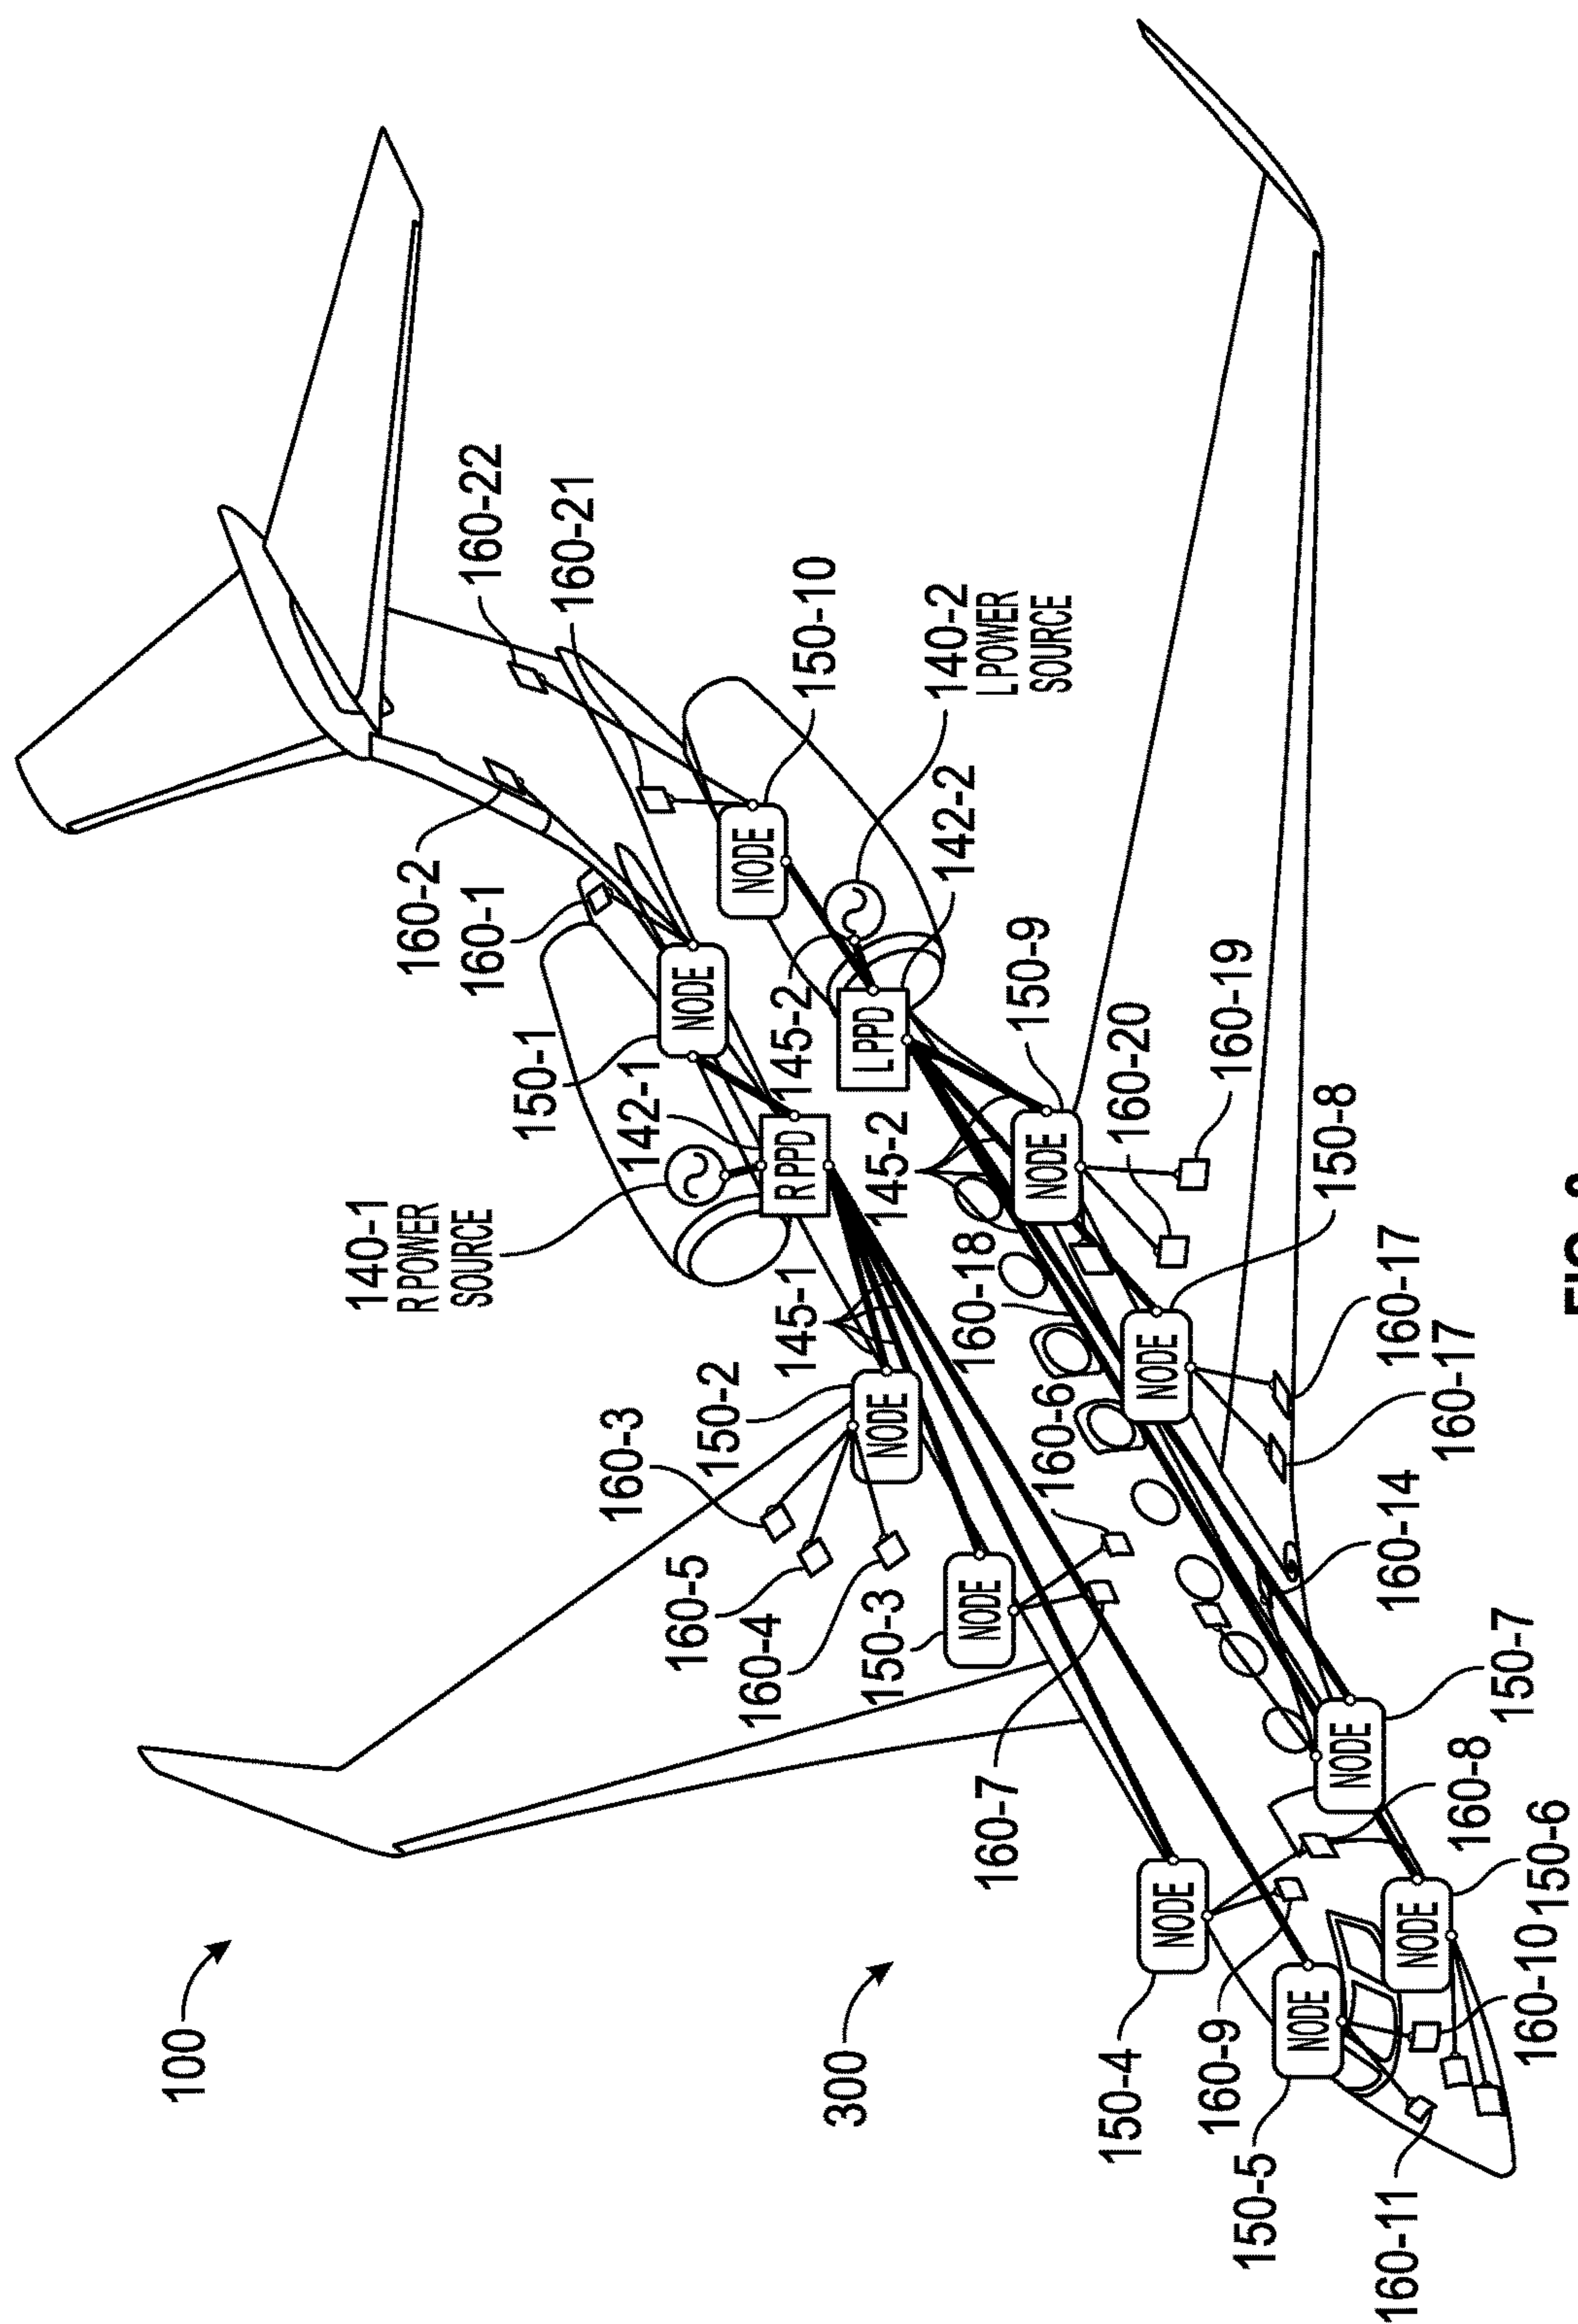 100
300
160-22
160-21
150-10
140-2
L POWER
SOURCE
142-2
160-2
160-1
NODE
NODE
150-1
142-1
145-2
L PPD
150-9
160-20
160-19
140-1
R POWER
SOURCE
R PPD
145-2
NODE
150-8
145-1
160-18
NODE
160-17
160-17
150-2
NODE
160-3
160-5
160-4
160-6
160-14
150-3
NODE
160-7
150-7
NODE
160-8
150-6
NODE
150-4
NODE
160-9
160-10
150-5
NODE
160-11